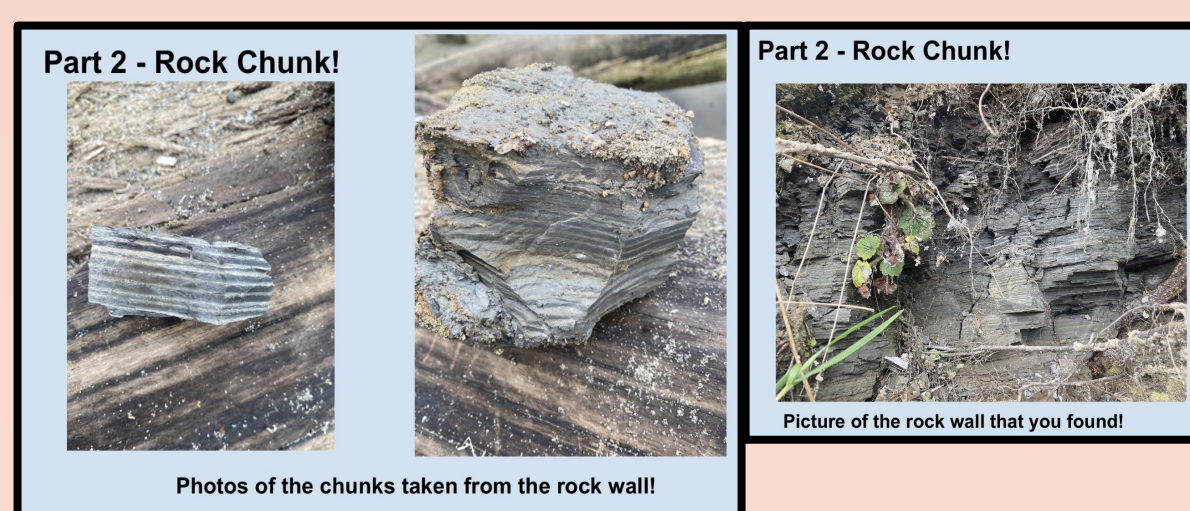 Part 2 - Rock Chunk!
Photos of the chunks taken from the rock wall!
Part 2 - Rock Chunk!
Picture of the rock wall that you found!